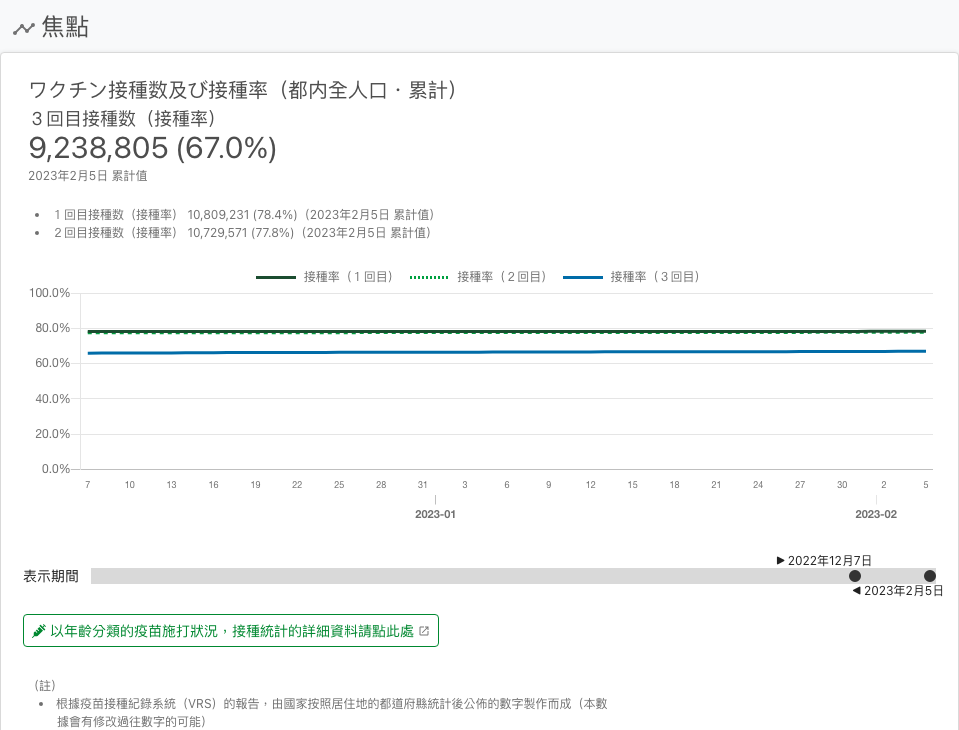 焦點
ワクチン接種数及び接種率（都内全人口・累計）
３回目接種数（接種率）
9,238,805 (67.0%)
2023年2月5日 累計値
• １回目接種数（接種率） 10,809,231 (78.4%)（2023年2月5日 累計値）
• ２回目接種数（接種率） 10,729,571 (77.8%)（2023年2月5日 累計値）
接種率（１回目） 接種率（２回目） 接種率（３回目）
100.0%
80.0%
60.0%
40.0%
20.0%
0.0%
7 10 13 16 19 22 25 28 31 3 6 9 12 15 18 21 24 27 30 2 5
2023-01 2023-02
▶ 2022年12月7日
表示期間
◀ 2023年2月5日
以年齡分類的疫苗施打狀況，接種統計的詳細資料請點此處
（註）
• 根據疫苗接種紀錄系統（VRS）的報告，由國家按照居住地的都道府縣統計後公佈的數字製作而成（本數
據會有修改過往數字的可能）